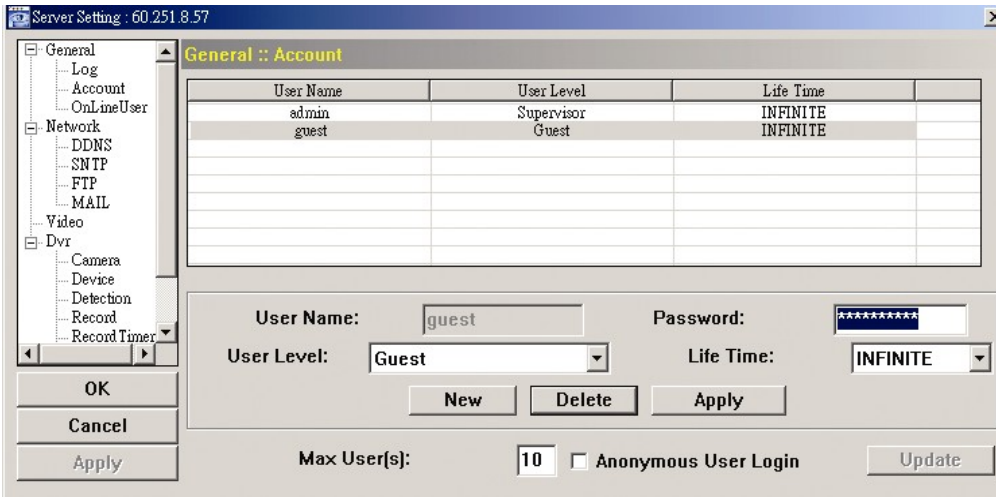 Server Setting : 60.251.8.57
General
Log
Account
OnLineUser
Network
DDNS
SNTP
FTP
MAIL
Video
Dvr
Camera
Device
Detection
Record
Record Timer
OK
Cancel
Apply
General :: Account
User Name User Level Life Time
admin Supervisor INFINITE
guest Guest INFINITE
User Name: guest Password: **********
User Level: Guest Life Time: INFINITE
New Delete Apply
Max User(s): 10 Anonymous User Login Update